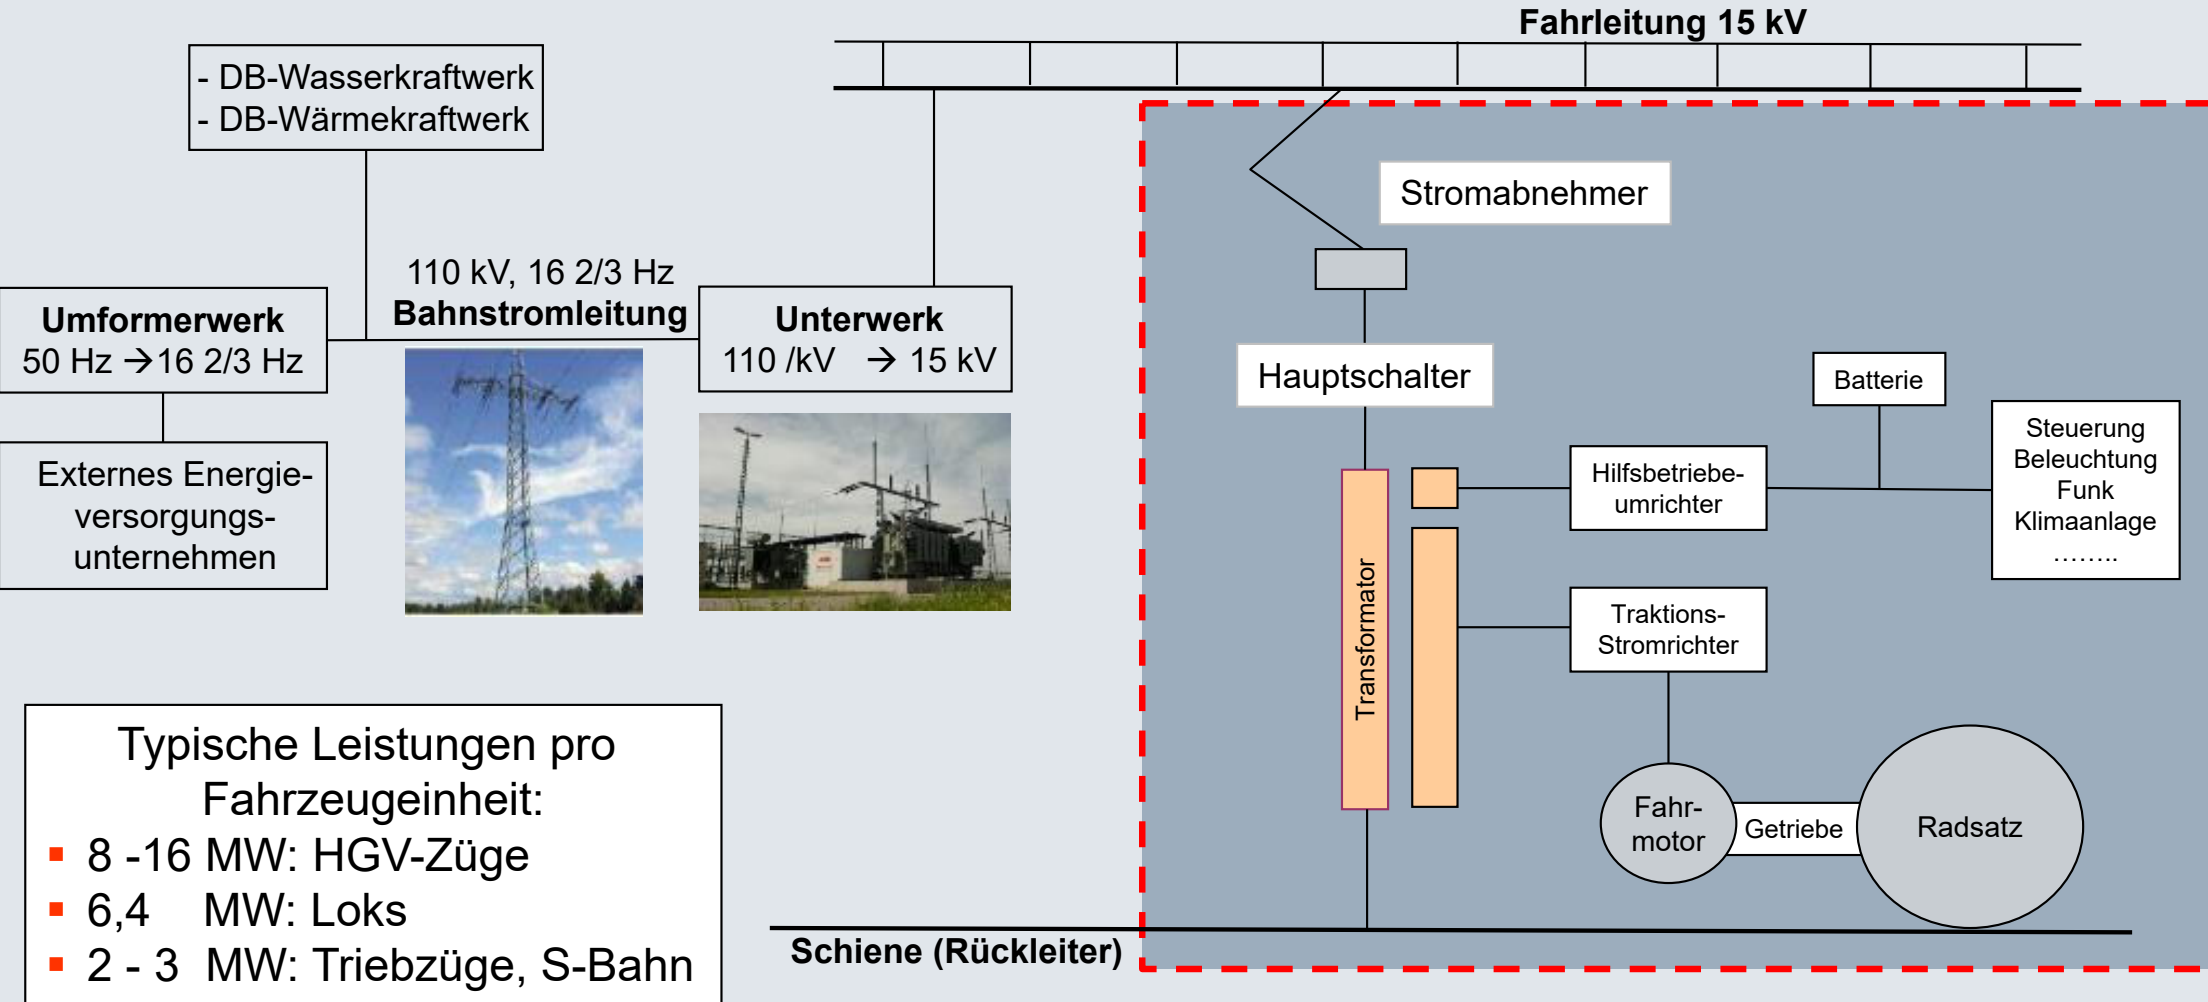 Fahrleitung 15 kV
- DB-Wasserkraftwerk
- DB-Wärmekraftwerk
Stromabnehmer
110 kV, 16 2/3 Hz
Bahnstromleitung
Umformerwerk
50 Hz →16 2/3 Hz
Unterwerk
110 /kV → 15 kV
Hauptschalter
Batterie
Externes Energie-
versorgungs-
unternehmen
Hilfsbetriebe-
umrichter
Steuerung
Beleuchtung
Funk
Klimaanlage
……..
Transformator
Traktions-
Stromrichter
Fahr-
motor
Getriebe
Radsatz
Typische Leistungen pro
Fahrzeugeinheit:
▪ 8 -16 MW: HGV-Züge
▪ 6,4 MW: Loks
▪ 2 - 3 MW: Triebzüge, S-Bahn
Schiene (Rückleiter)